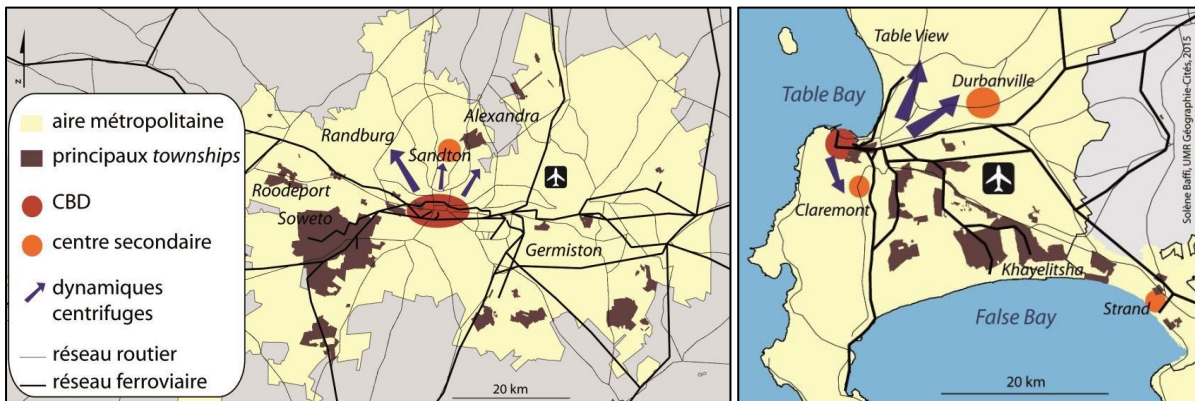 N
aire métropolitaine
principaux townships
CBD
centre secondaire
dynamiques
centrifuges
réseau routier
réseau ferroviaire
Randburg
Alexandra
Sandton
Roodeport
Soweto
Germiston
20 km
Table View
Durbanville
Table Bay
Claremont
Khayelitsha
Strand
False Bay
20 km
Solène Baffi, UMR Géographie-Cités, 2015